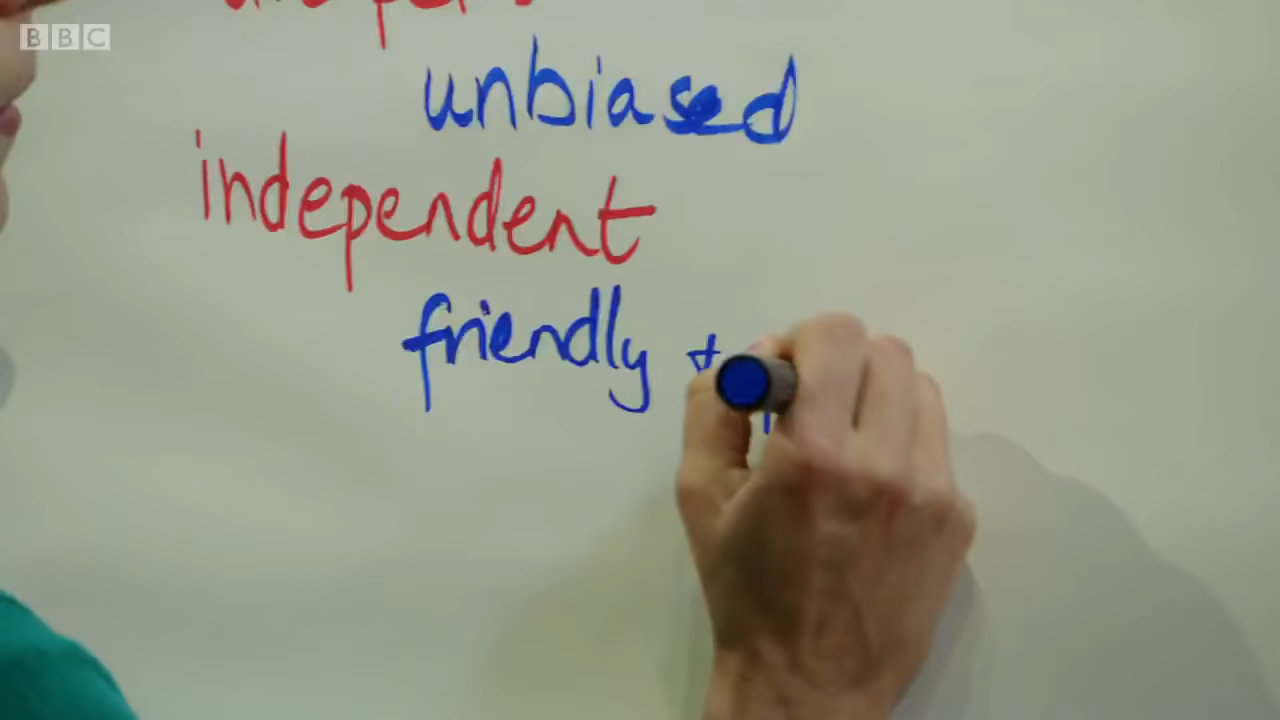 BBC
unbiased
independent
friendly +